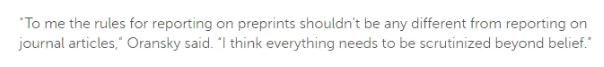 "To me the rules for reporting on preprints shouldn't be any different from reporting on
journal articles," Oransky said. "I think everything needs to be scrutinized beyond belief."